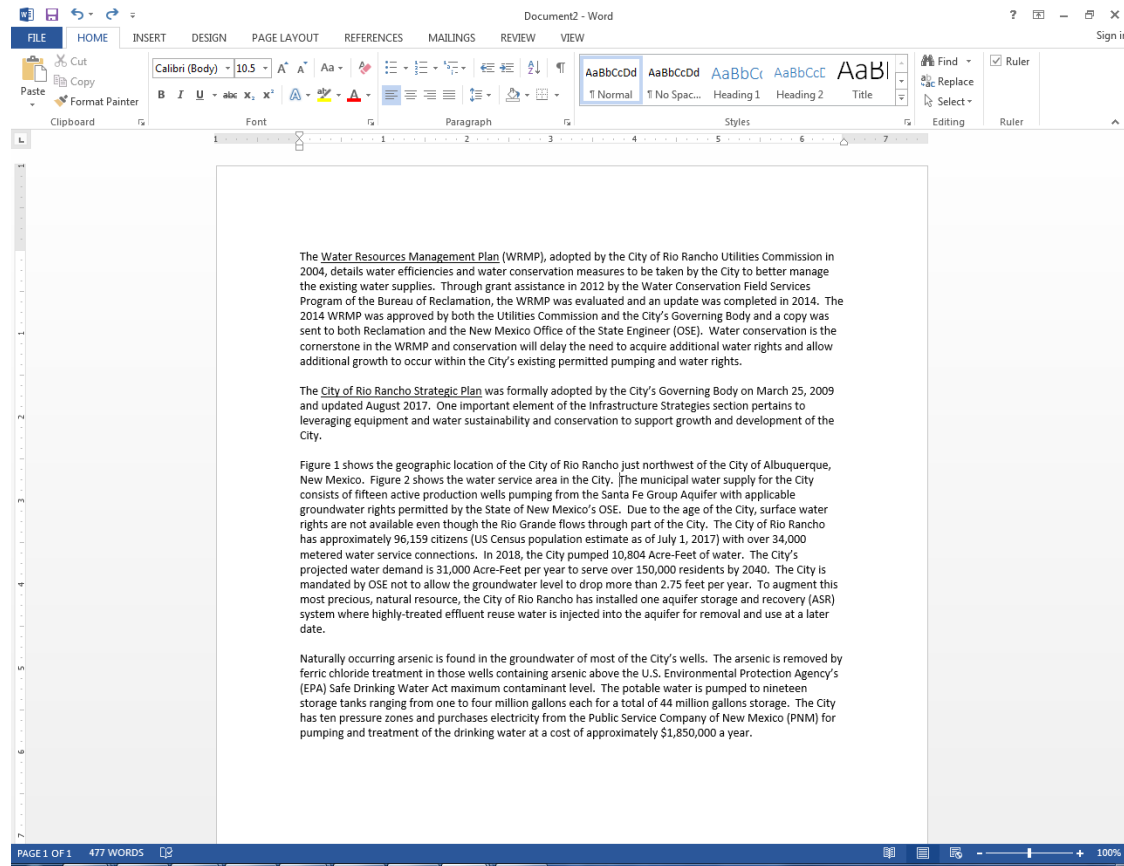 Document2 - Word
Sign i
FILE HOME INSERT DESIGN PAGE LAYOUT REFERENCES MAILINGS REVIEW VIEW
Paste
Cut
Copy
Format Painter
Calibri (Body) 10.5
AaBbCcDd AaBbCcDd AaBbCc AaBbCcD AaBl
¶ Normal ¶ No Spac... Heading 1 Heading 2 Title
Find
Replace
Select
Ruler
Clipboard Font Paragraph Styles Editing Ruler
1 1 2 3 4 5 6 7
The Water Resources Management Plan (WRMP), adopted by the City of Rio Rancho Utilities Commission in
2004, details water efficiencies and water conservation measures to be taken by the City to better manage
the existing water supplies. Through grant assistance in 2012 by the Water Conservation Field Services
Program of the Bureau of Reclamation, the WRMP was evaluated and an update was completed in 2014. The
2014 WRMP was approved by both the Utilities Commission and the City's Governing Body and a copy was
sent to both Reclamation and the New Mexico Office of the State Engineer (OSE). Water conservation is the
cornerstone in the WRMP and conservation will delay the need to acquire additional water rights and allow
additional growth to occur within the City's existing permitted pumping and water rights.
The City of Rio Rancho Strategic Plan was formally adopted by the City's Governing Body on March 25, 2009
and updated August 2017. One important element of the Infrastructure Strategies section pertains to
leveraging equipment and water sustainability and conservation to support growth and development of the
City.
Figure 1 shows the geographic location of the City of Rio Rancho just northwest of the City of Albuquerque,
New Mexico. Figure 2 shows the water service area in the City. The municipal water supply for the City
consists of fifteen active production wells pumping from the Santa Fe Group Aquifer with applicable
groundwater rights permitted by the State of New Mexico's OSE. Due to the age of the City, surface water
rights are not available even though the Rio Grande flows through part of the City. The City of Rio Rancho
has approximately 96,159 citizens (US Census population estimate as of July 1, 2017) with over 34,000
metered water service connections. In 2018, the City pumped 10,804 Acre-Feet of water. The City's
projected water demand is 31,000 Acre-Feet per year to serve over 150,000 residents by 2040. The City is
mandated by OSE not to allow the groundwater level to drop more than 2.75 feet per year. To augment this
most precious, natural resource, the City of Rio Rancho has installed one aquifer storage and recovery (ASR)
system where highly-treated effluent reuse water is injected into the aquifer for removal and use at a later
date.
Naturally occurring arsenic is found in the groundwater of most of the City's wells. The arsenic is removed by
ferric chloride treatment in those wells containing arsenic above the U.S. Environmental Protection Agency's
(EPA) Safe Drinking Water Act maximum contaminant level. The potable water is pumped to nineteen
storage tanks ranging from one to four million gallons each for a total of 44 million gallons storage. The City
has ten pressure zones and purchases electricity from the Public Service Company of New Mexico (PNM) for
pumping and treatment of the drinking water at a cost of approximately $1,850,000 a year.
PAGE 1 OF 1 477 WORDS 100%